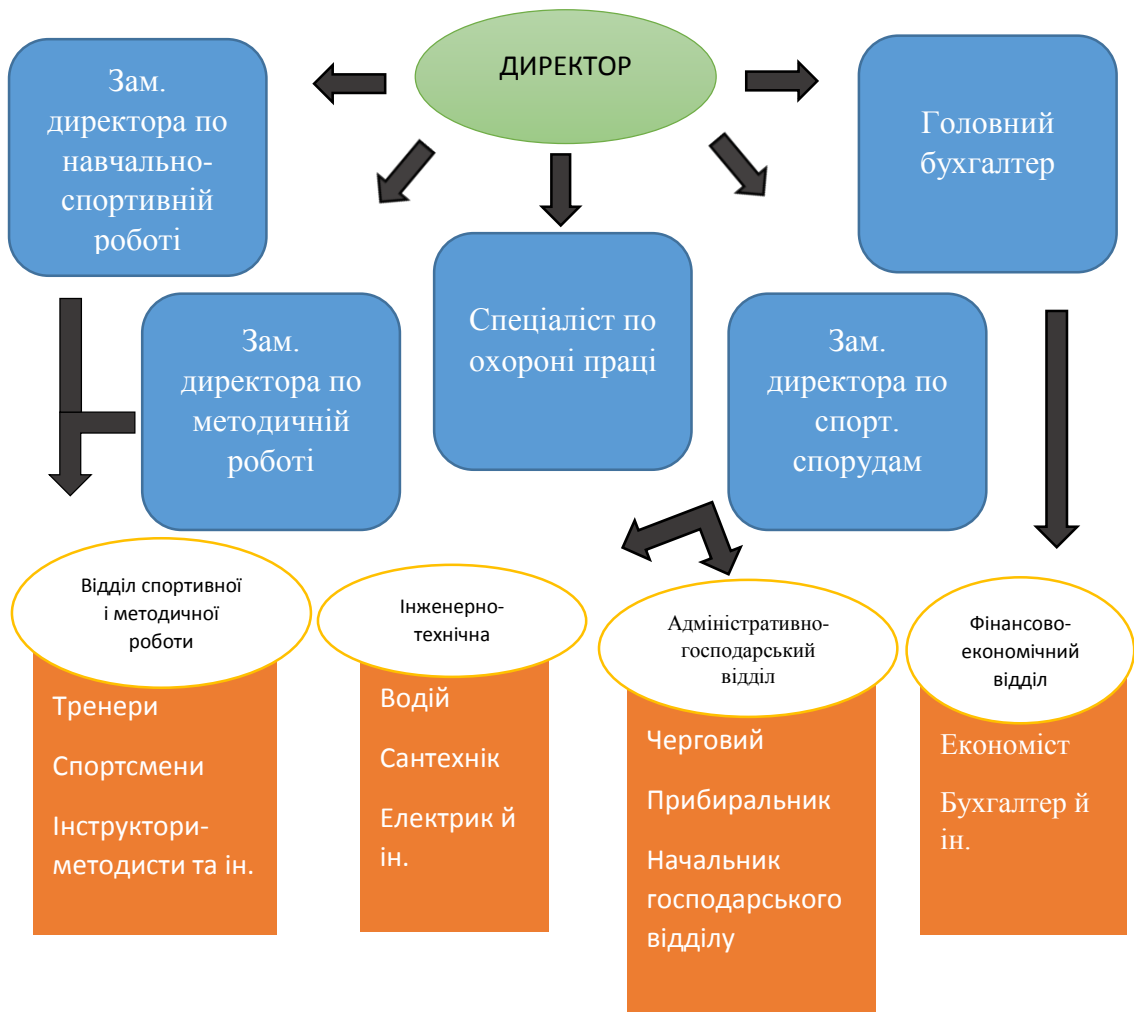 ДИРЕКТОР
Зам.
директора по
навчально-
спортивній
роботі
Головний
бухгалтер
Зам.
директора по
методичній
роботі
Спеціаліст по
охороні праці
Зам.
директора по
спорт.
спорудам
Відділ спортивної
і методичної
роботи
Тренери
Спортсмени
Інструктори-
методисти та ін.
Інженерно-
технічна
Водій
Сантехнік
Електрик й
ін.
Адміністративно-
господарський
відділ
Черговий
Прибиральник
Начальник
господарського
відділу
Фінансово-
економічний
відділ
Економіст
Бухгалтер й
ін.